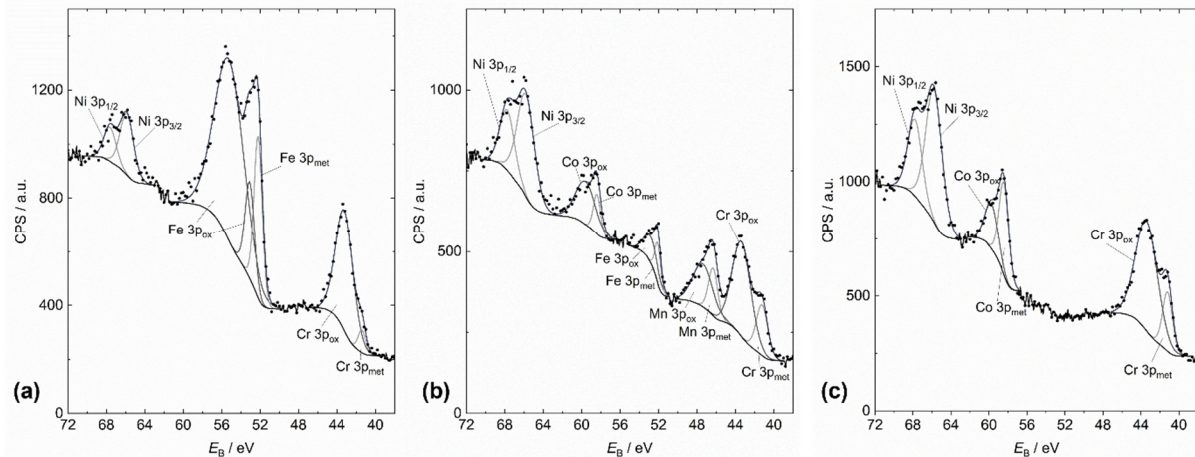 Ni 3p1/2
Ni 3p3/2
Fe 3pmet
Fe 3pox
Cr 3pox
Cr 3pmet
1200
800
400
0
CPS / a.u.
72 68 64 60 56 52 48 44 40
EB / eV
(a)
Ni 3p1/2
Ni 3p3/2
Co 3pox
Co 3pmet
Cr 3pox
Fe 3pox
Fe 3pmet
Mn 3pox
Mn 3pmet
Cr 3pmet
1000
500
0
CPS / a.u.
72 68 64 60 56 52 48 44 40
EB / eV
(b)
Ni 3p1/2
Ni 3p3/2
Co 3pox
Co 3pmet
Cr 3pox
Cr 3pmet
1500
1000
500
0
CPS / a.u.
72 68 64 60 56 52 48 44 40
EB / eV
(c)